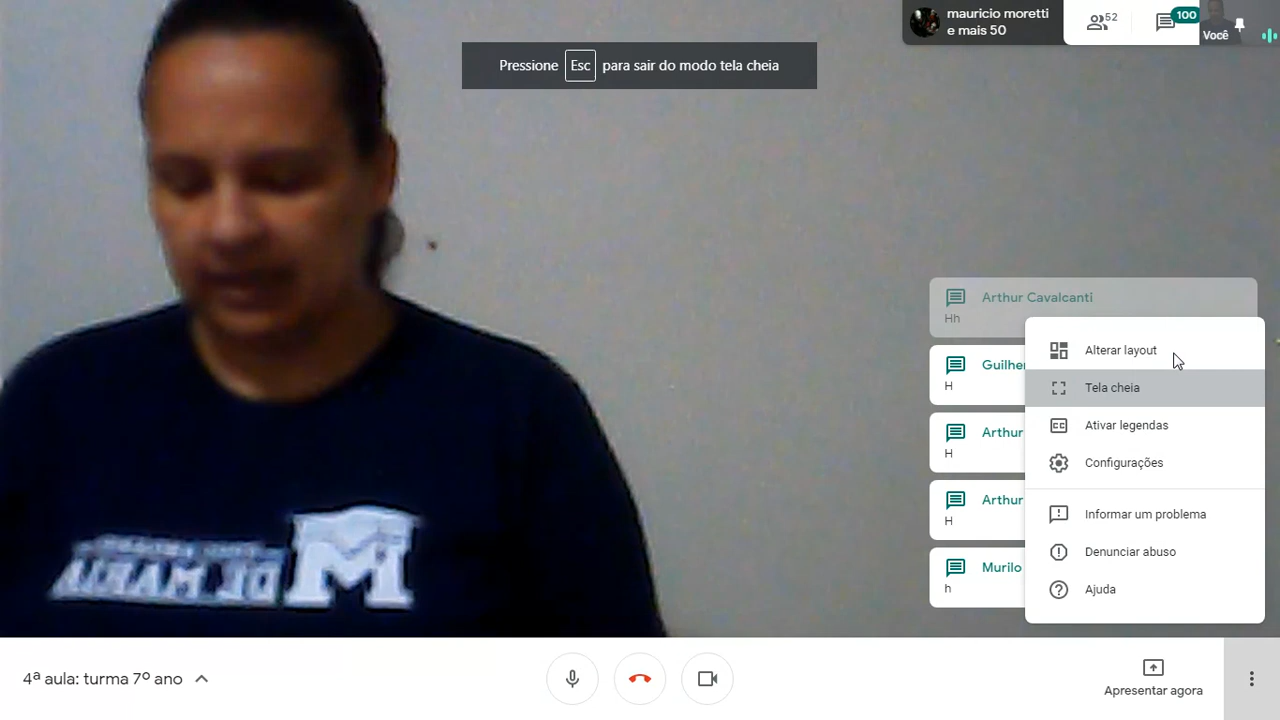 mauricio moretti
e mais 50
52
100
Você
Pressione Esc para sair do modo tela cheia
Arthur Cavalcanti
Hh
Guilher
H
Arthur
H
Arthur
H
Murilo
h
Alterar layout
Tela cheia
Ativar legendas
Configurações
Informar um problema
Denunciar abuso
Ajuda
M
4ª aula: turma 7º ano
Apresentar agora